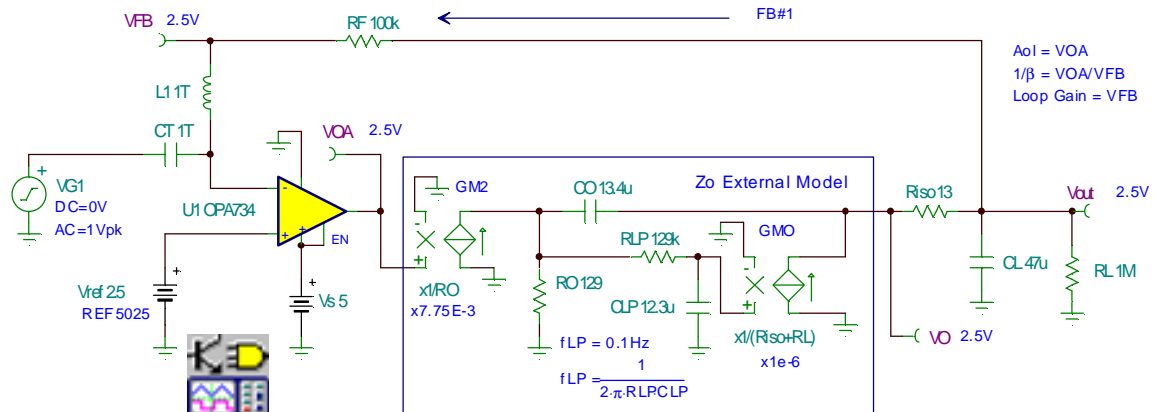 VFB 2.5V
RF 100k
FB#1
Aol = VOA
1/β = VOA/VFB
Loop Gain = VFB
L1 1T
CT 1T
VOA 2.5V
+
VG1
DC=0V
AC=1Vpk
U1 OPA734
-
+
+
EN
Vref 2.5
REF5025
+
Vs 5
+
Zo External Model
GM2
-
+
x1/RO
x7.75E-3
CO 13.4u
RLP 129k
RO 129
CLP 12.3u
GMO
-
+
x1/(Riso+RL)
x1e-6
fLP = 0.1Hz
fLP = 1
2·π·RLP.CLP
Riso 13
Vout 2.5V
CL 47u
RL 1M
VO 2.5V